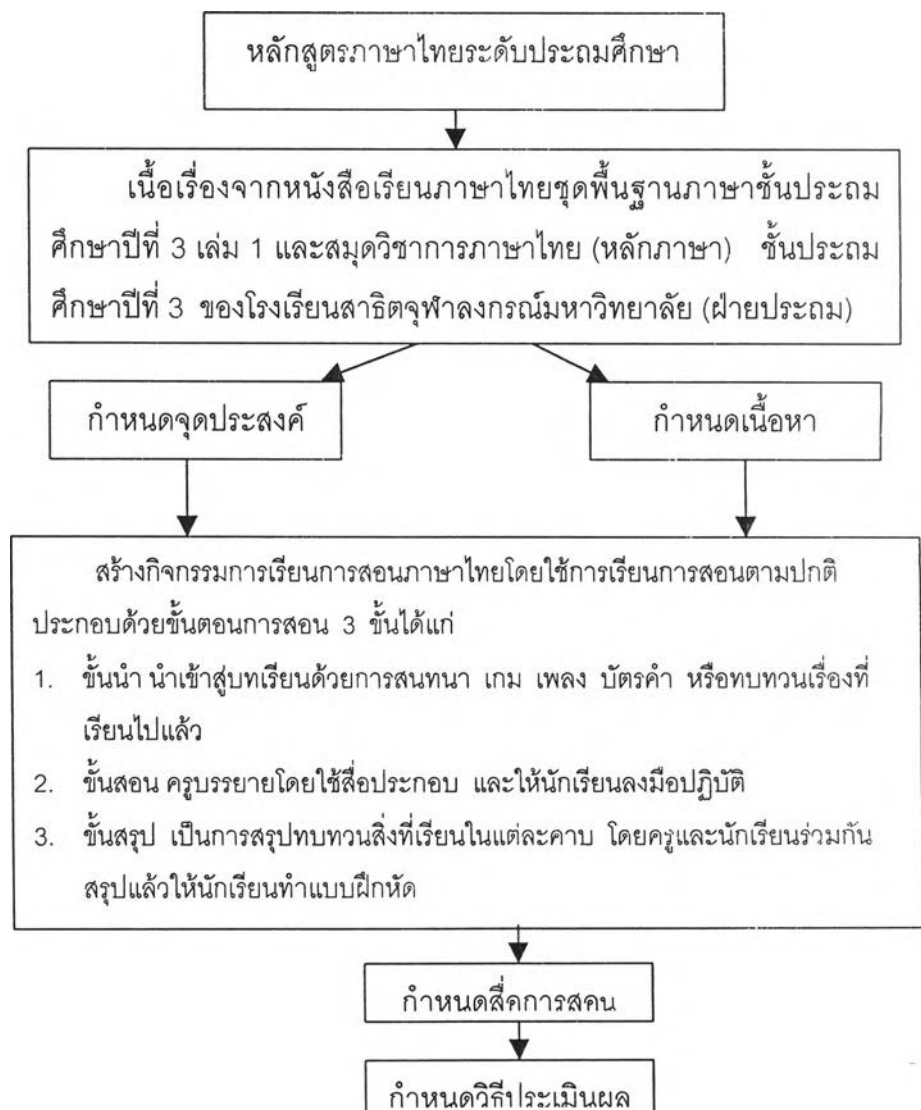 หลักสูตรภาษาไทยระดับประถมศึกษา
เนื้อเรื่องจากหนังสือเรียนภาษาไทยชุดพื้นฐานภาษาชั้นประถม
ศึกษาปีที่ 3 เล่ม 1 และสมุดวิชาการภาษาไทย (หลักภาษา) ชั้นประถม
ศึกษาปีที่ 3 ของโรงเรียนสาธิตจุฬาลงกรณ์มหาวิทยาลัย (ฝ่ายประถม)
กำหนดจุดประสงค์
กำหนดเนื้อหา
สร้างกิจกรรมการเรียนการสอนภาษาไทยโดยใช้การเรียนการสอนตามปกติ
ประกอบด้วยขั้นตอนการสอน 3 ขั้นได้แก่
1. ขั้นนำ นำเข้าสู่บทเรียนด้วยการสนทนา เกม เพลง บัตรคำ หรือทบทวนเรื่องที่
เรียนไปแล้ว
2. ขั้นสอน ครูบรรยายโดยใช้สื่อประกอบ และให้นักเรียนลงมือปฏิบัติ
3. ขั้นสรุป เป็นการสรุปทบทวนสิ่งที่เรียนในแต่ละคาบ โดยครูและนักเรียนร่วมกัน
สรุปแล้วให้นักเรียนทำแบบฝึกหัด
กำหนดสื่อการสอน
กำหนดวิธีประเมินผล